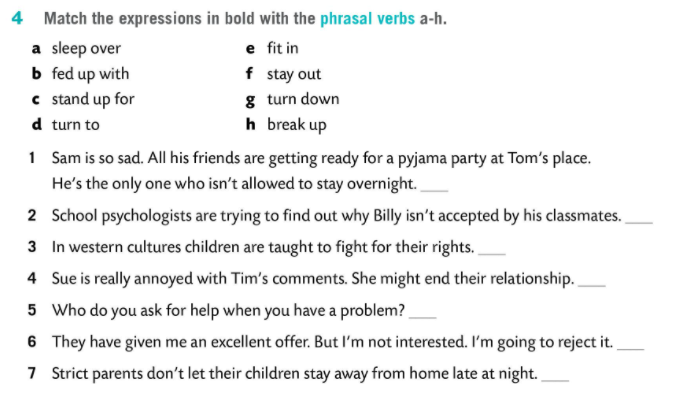 4 Match the expressions in bold with the phrasal verbs a-h.
a sleep over e fit in
b fed up with f stay out
c stand up for g turn down
d turn to h break up
1 Sam is so sad. All his friends are getting ready for a pyjama party at Tom's place.
He's the only one who isn't allowed to stay overnight. ____
2 School psychologists are trying to find out why Billy isn't accepted by his classmates. ____
3 In western cultures children are taught to fight for their rights. ____
4 Sue is really annoyed with Tim's comments. She might end their relationship. ____
5 Who do you ask for help when you have a problem? ____
6 They have given me an excellent offer. But I'm not interested. I'm going to reject it. ____
7 Strict parents don't let their children stay away from home late at night. ____